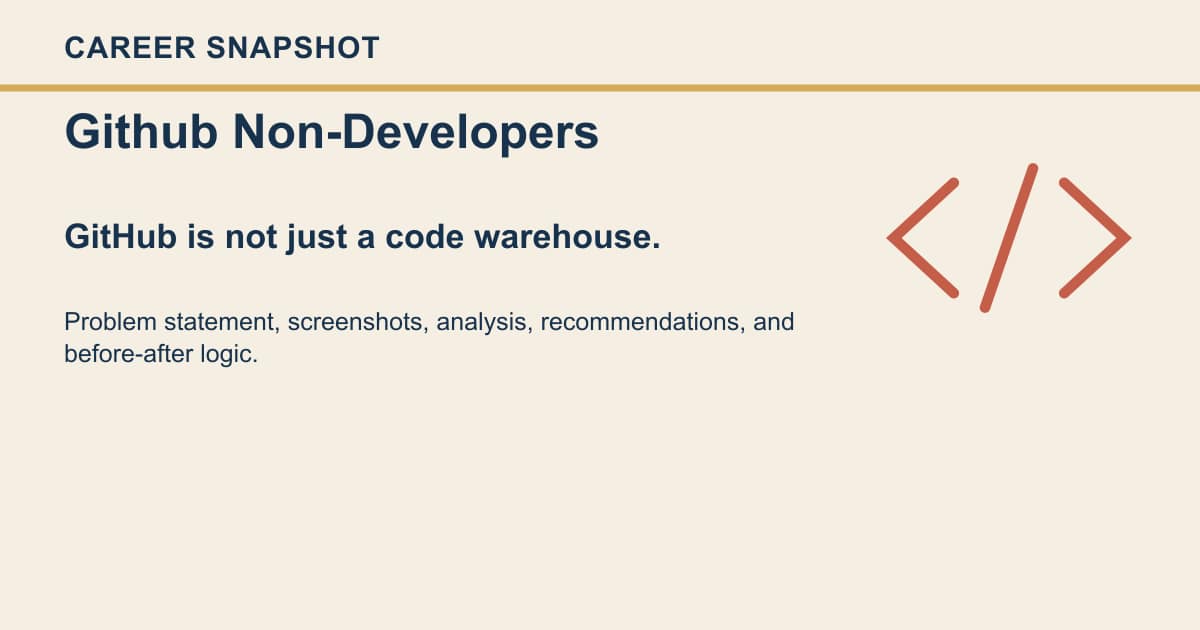 CAREER SNAPSHOT
Github Non-Developers
GitHub is not just a code warehouse.
Problem statement, screenshots, analysis, recommendations, and
before-after logic.